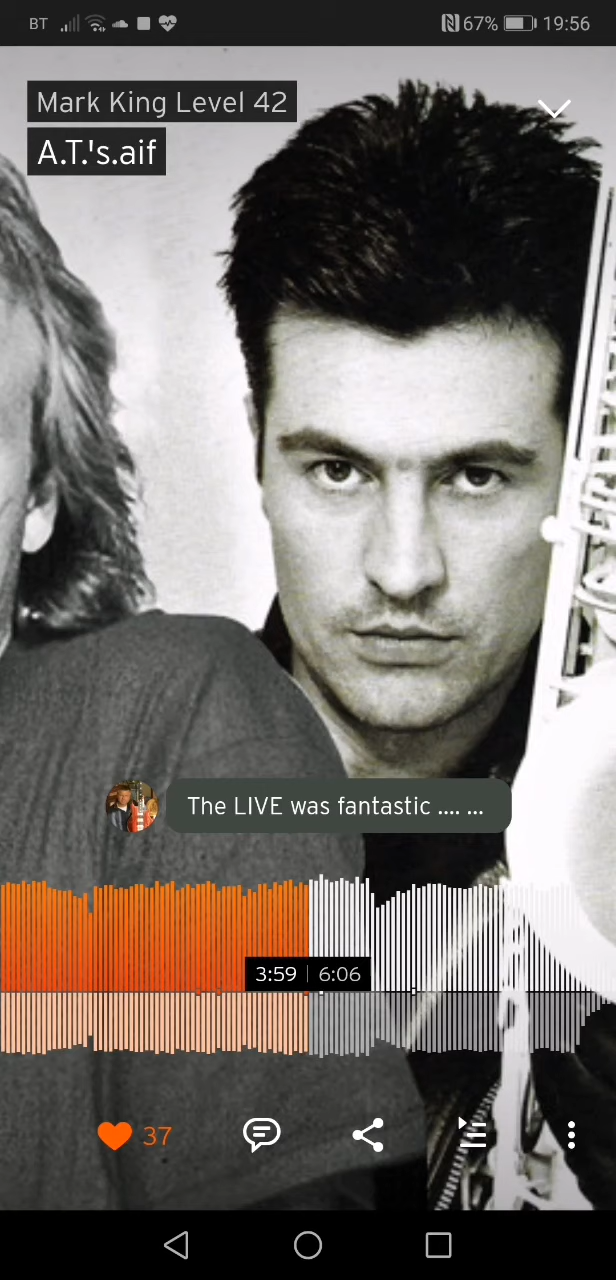 BT 67% 19:56
Mark King Level 42
A.T.'s.aif
The LIVE was fantastic .... ...
3:59 | 6:06
37